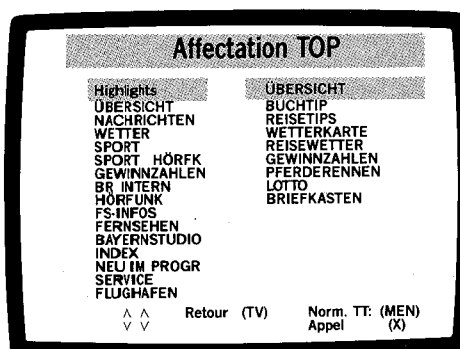 Affectation TOP
Highlights
ÜBERSICHT
NACHRICHTEN
WETTER
SPORT
SPORT HÖRFK
GEWINNZAHLEN
BR INTERN
HÖRFUNK
FS-INFOS
FERNSEHEN
BAYERNSTUDIO
INDEX
NEU IM PROGR
SERVICE
FLUGHAFEN
ÜBERSICHT
BUCHTIP
REISETIPS
WETTERKARTE
REISEWETTER
GEWINNZAHLEN
PFERDERENNEN
LOTTO
BRIEFKASTEN
∧ ∧ Retour (TV) Norm. TT: (MEN)
∨ ∨ Appel (X)